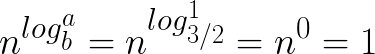 $n^{log_b^a} = n^{log_{3/2}^1} = n^0 = 1$